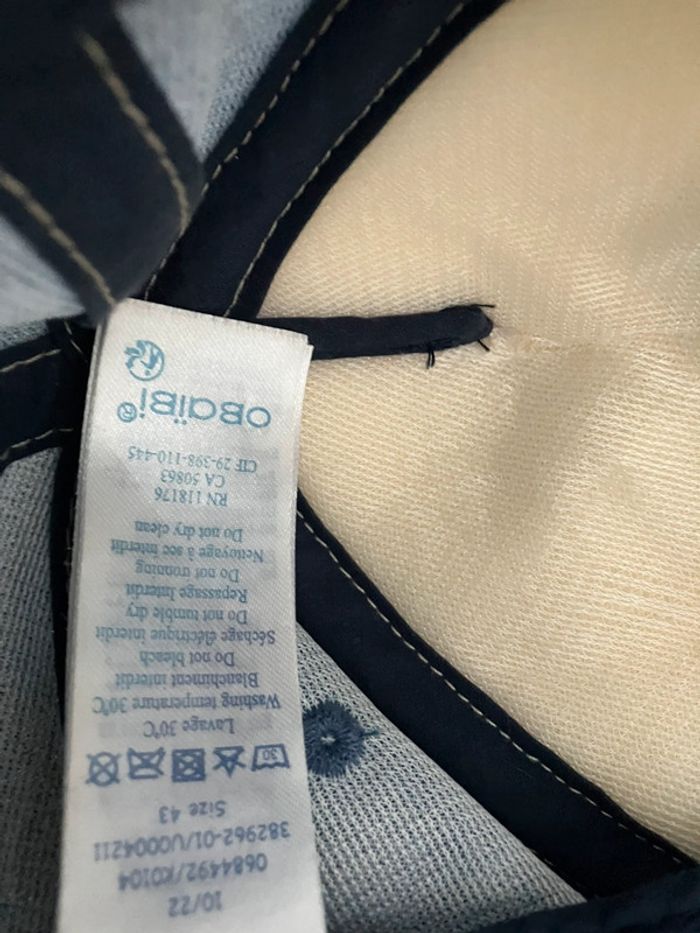 10/22
0684492/K0104
382962-01/U0004211
Size 43
30
Lavage 30°C
Washing temperature 30°C
Blanchiment interdit
Do not bleach
Séchage éléctrique interdit
Do not tumble dry
Repassage Interdit
Do not ironning
Nettoyage à sec interdit
Do not dry clean
RN 118176
CA 50863
CIF 29-398-110-445
OBaïBi®